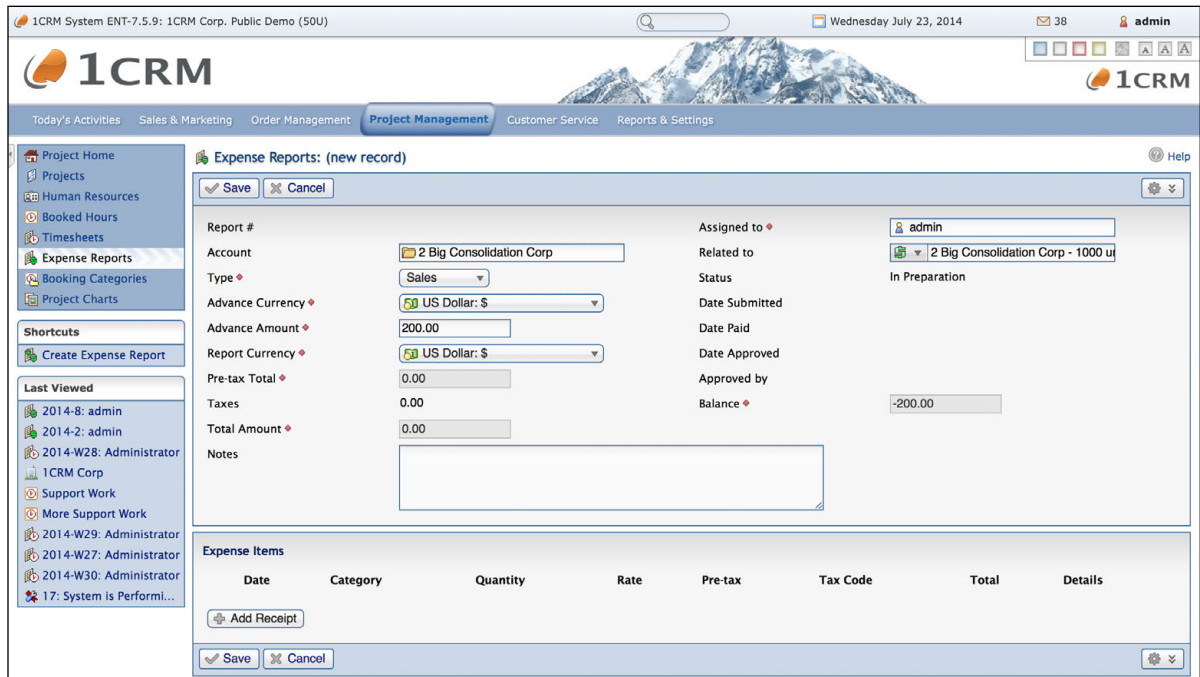 1CRM System ENT-7.5.9: 1CRM Corp. Public Demo (50U) Wednesday July 23, 2014 38 admin
1CRM
A A A
1CRM
Today's Activities Sales & Marketing Order Management Project Management Customer Service Reports & Settings
Project Home
Projects
Human Resources
Booked Hours
Timesheets
Expense Reports
Booking Categories
Project Charts
Shortcuts
Create Expense Report
Last Viewed
2014-8: admin
2014-2: admin
2014-W28: Administrator
1CRM Corp
Support Work
More Support Work
2014-W29: Administrator
2014-W27: Administrator
2014-W30: Administrator
17: System is Performi...
Expense Reports: (new record) Help
Save Cancel
Report # Assigned to admin
Account 2 Big Consolidation Corp Related to 2 Big Consolidation Corp - 1000 u
Type Sales Status In Preparation
Advance Currency US Dollar: $ Date Submitted
Advance Amount 200.00 Date Paid
Report Currency US Dollar: $ Date Approved
Pre-tax Total 0.00 Approved by
Taxes 0.00 Balance -200.00
Total Amount 0.00
Notes
Expense Items
Date Category Quantity Rate Pre-tax Tax Code Total Details
Add Receipt
Save Cancel